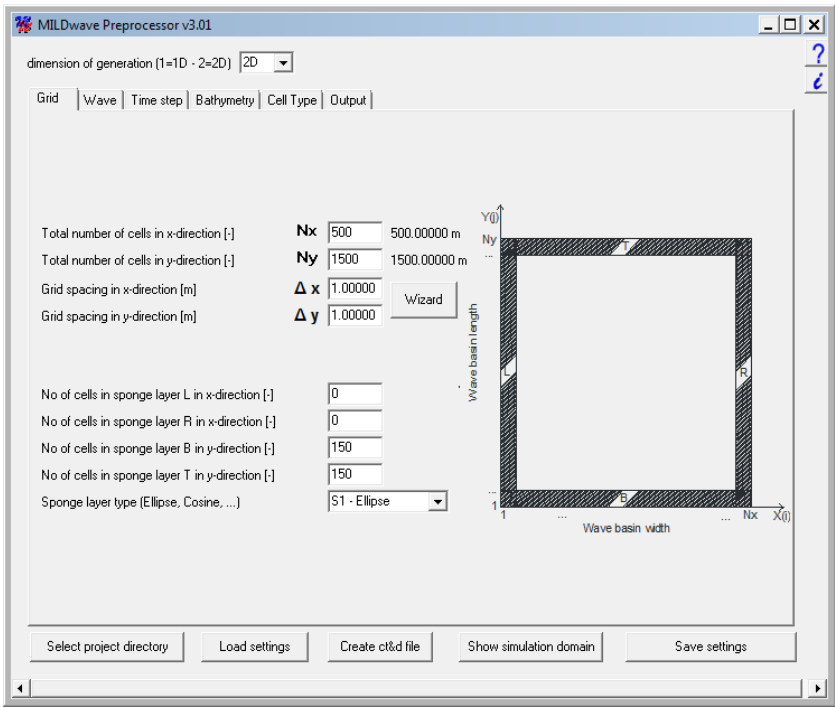 MILDwave Preprocessor v3.01
dimension of generation (1=1D - 2=2D) 2D
?
i
Grid Wave Time step Bathymetry Cell Type Output
Total number of cells in x-direction [-] Nx 500 500.00000 m
Total number of cells in y-direction [-] Ny 1500 1500.00000 m
Grid spacing in x-direction [m] Δ x 1.00000
Grid spacing in y-direction [m] Δ y 1.00000
Wizard
No of cells in sponge layer L in x-direction [-] 0
No of cells in sponge layer R in x-direction [-] 0
No of cells in sponge layer B in y-direction [-] 150
No of cells in sponge layer T in y-direction [-] 150
Sponge layer type (Ellipse, Cosine, ...) S1 - Ellipse
Y(j)
Ny
...
T
Wave basin length
L
R
...
B
1
1 ... ... Nx X(i)
Wave basin width
Select project directory Load settings Create ct&d file Show simulation domain Save settings